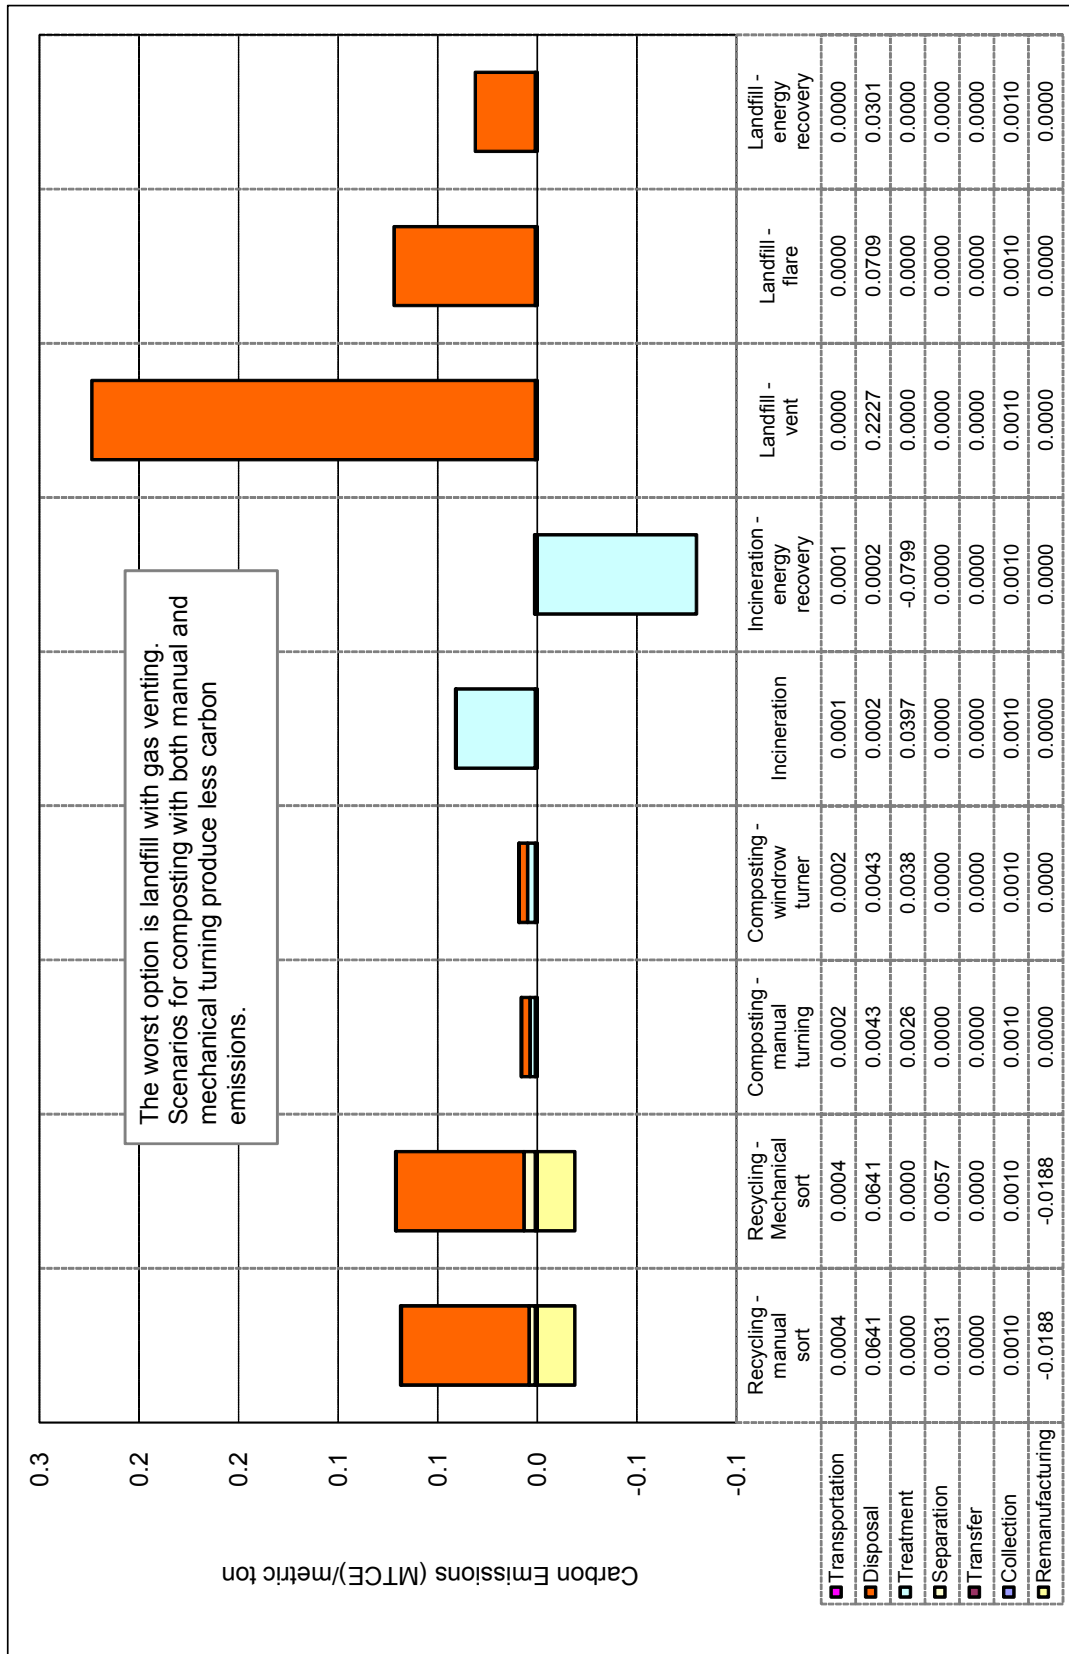 The worst option is landfill with gas venting.
Scenarios for composting with both manual and
mechanical turning produce less carbon
emissions.
Carbon Emissions (MTCE)/metric ton
0.3
0.2
0.2
0.1
0.1
0.0
-0.1
-0.1
Recycling - manual sort Recycling - Mechanical sort Composting - manual turning Composting - windrow turner Incineration Incineration - energy recovery Landfill - vent Landfill - flare Landfill - energy recovery
Transportation 0.0004 0.0004 0.0002 0.0002 0.0001 0.0001 0.0000 0.0000 0.0000
Disposal 0.0641 0.0641 0.0043 0.0043 0.0002 0.0002 0.2227 0.0709 0.0301
Treatment 0.0000 0.0000 0.0026 0.0038 0.0397 -0.0799 0.0000 0.0000 0.0000
Separation 0.0031 0.0057 0.0000 0.0000 0.0000 0.0000 0.0000 0.0000 0.0000
Transfer 0.0000 0.0000 0.0000 0.0000 0.0000 0.0000 0.0000 0.0000 0.0000
Collection 0.0010 0.0010 0.0010 0.0010 0.0010 0.0010 0.0010 0.0010 0.0010
Remanufacturing -0.0188 -0.0188 0.0000 0.0000 0.0000 0.0000 0.0000 0.0000 0.0000